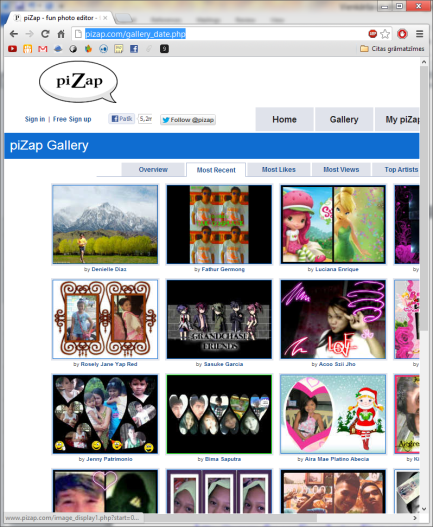 piZap - fun photo editor -
pizap.com/gallery_date.php
Citas grāmatzīmes
piZap
Sign in | Free Sign up
Patīk
Follow @pizap
Home
Gallery
My piZap
piZap Gallery
Overview
Most Recent
Most Likes
Most Views
Top Artists
by Denielle Dias
by Fathur Germong
by Luciana Enrique
GRANDCHASE
FRIENDS
by Rosely Jane Yap Red
by Sasuke Garcia
by Acoo Ssii Jho
by Jenny Patrimonio
by Bima Saputra
by Aira Mae Platino Abecia
www.pizap.com/image_display1.php?start=0...